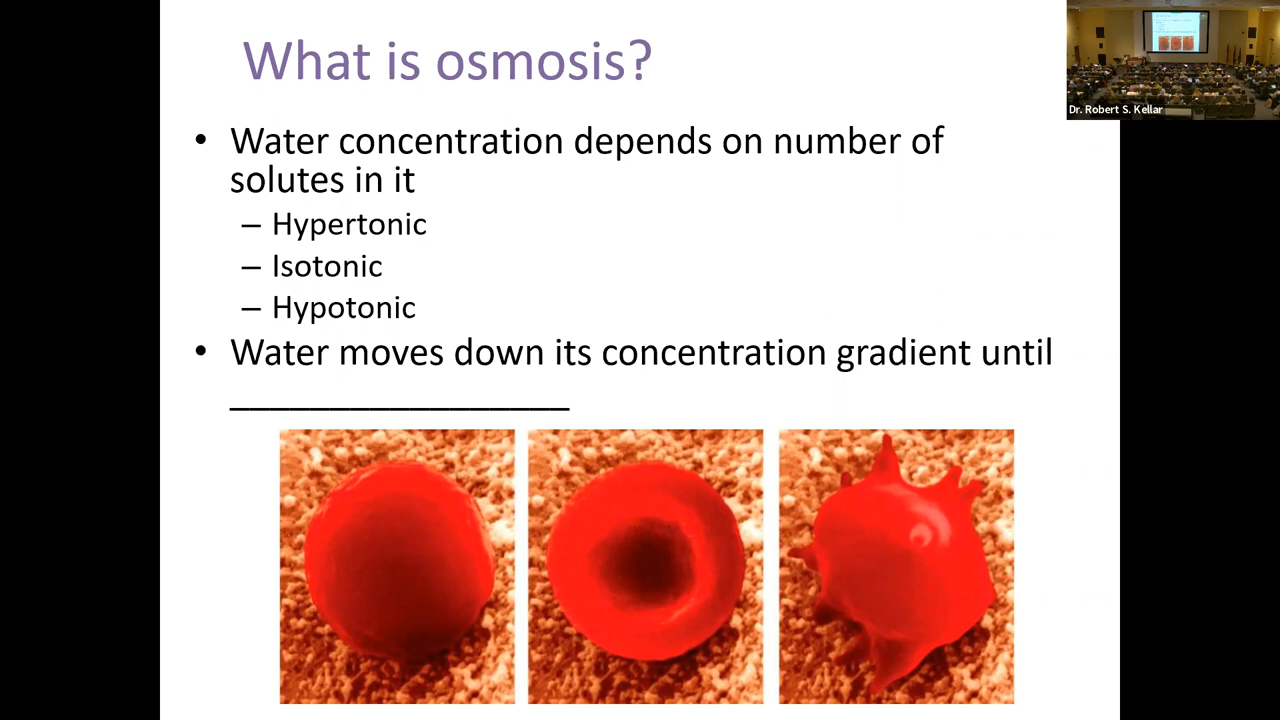 What is osmosis?
Dr. Robert S. Kellar
• Water concentration depends on number of
solutes in it
– Hypertonic
– Isotonic
– Hypotonic
• Water moves down its concentration gradient until
_________________